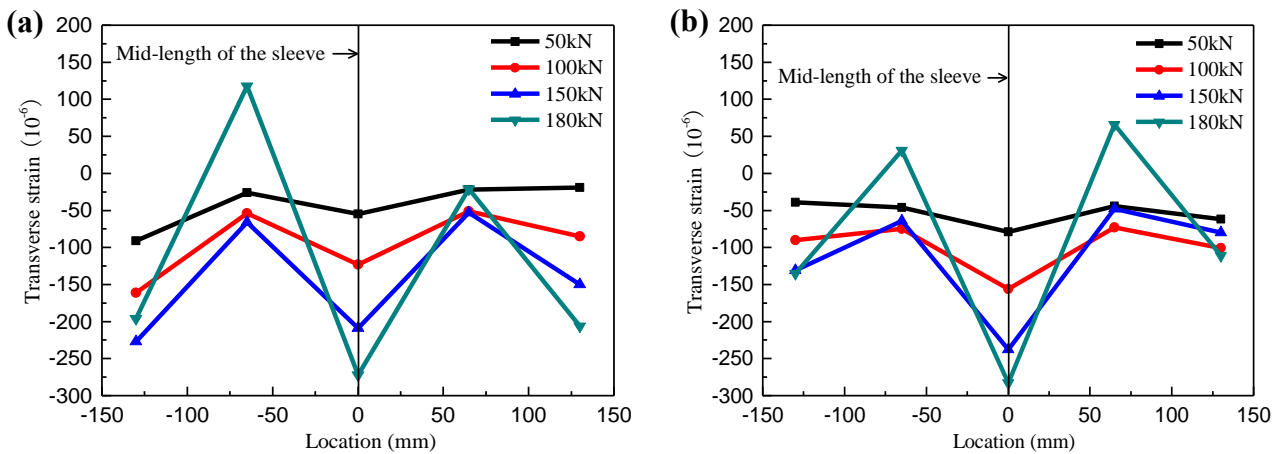 (a)
200
150
100
50
0
-50
-100
-150
-200
-250
-300
Transverse strain (10⁻⁶)
Mid-length of the sleeve
50kN
100kN
150kN
180kN
-150
-100
-50
0
50
100
150
Location (mm)
(b)
200
150
100
50
0
-50
-100
-150
-200
-250
-300
Transverse strain (10⁻⁶)
Mid-length of the sleeve
50kN
100kN
150kN
180kN
-150
-100
-50
0
50
100
150
Location (mm)